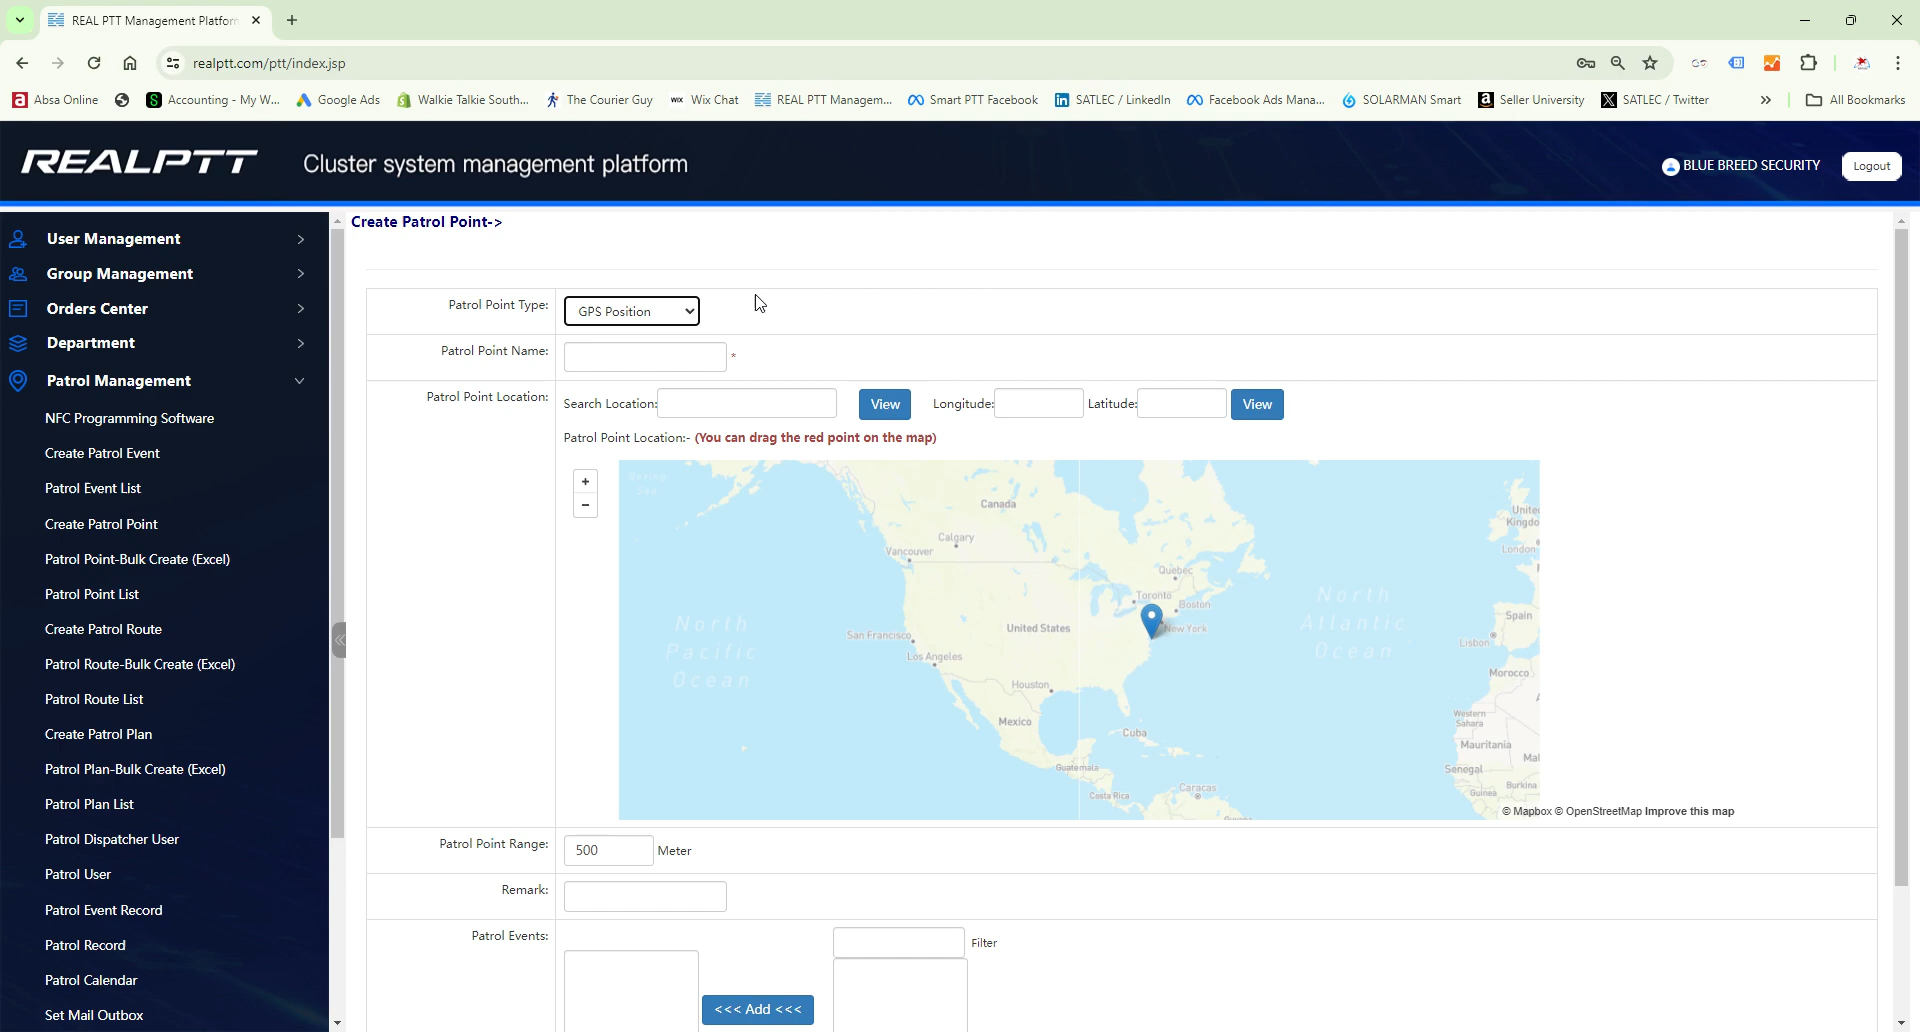 REAL PTT Management Platform
realptt.com/ptt/index.jsp
Absa Online
Accounting - My W...
Google Ads
Walkie Talkie South...
The Courier Guy
Wix Chat
REAL PTT Managem...
Smart PTT Facebook
SATLEC / LinkedIn
Facebook Ads Mana...
SOLARMAN Smart
Seller University
SATLEC / Twitter
All Bookmarks
REALPTT Cluster system management platform
BLUE BREED SECURITY
Logout
User Management
Group Management
Orders Center
Department
Patrol Management
NFC Programming Software
Create Patrol Event
Patrol Event List
Create Patrol Point
Patrol Point-Bulk Create (Excel)
Patrol Point List
Create Patrol Route
Patrol Route-Bulk Create (Excel)
Patrol Route List
Create Patrol Plan
Patrol Plan-Bulk Create (Excel)
Patrol Plan List
Patrol Dispatcher User
Patrol User
Patrol Event Record
Patrol Record
Patrol Calendar
Set Mail Outbox
Create Patrol Point->
Patrol Point Type: GPS Position
Patrol Point Name: *
Patrol Point Location: Search Location: View Longitude: Latitude: View
Patrol Point Location:- (You can drag the red point on the map)
+
-
Bering
Sea
Canada
Calgary
Vancouver
Quebec
Toronto
Boston
New York
United States
San Francisco
Los Angeles
Houston
Mexico
Cuba
Guatemala
Costa Rica
Caracas
North
Pacific
Ocean
North
Atlantic
Ocean
Unite
Kingdo
London
Spain
Lisbon
Morocco
Western
Sahara
Mauritania
Mal
Senegal
Burkina
Guinea
© Mapbox © OpenStreetMap Improve this map
Patrol Point Range: 500 Meter
Remark:
Patrol Events:
Filter
<<< Add <<<